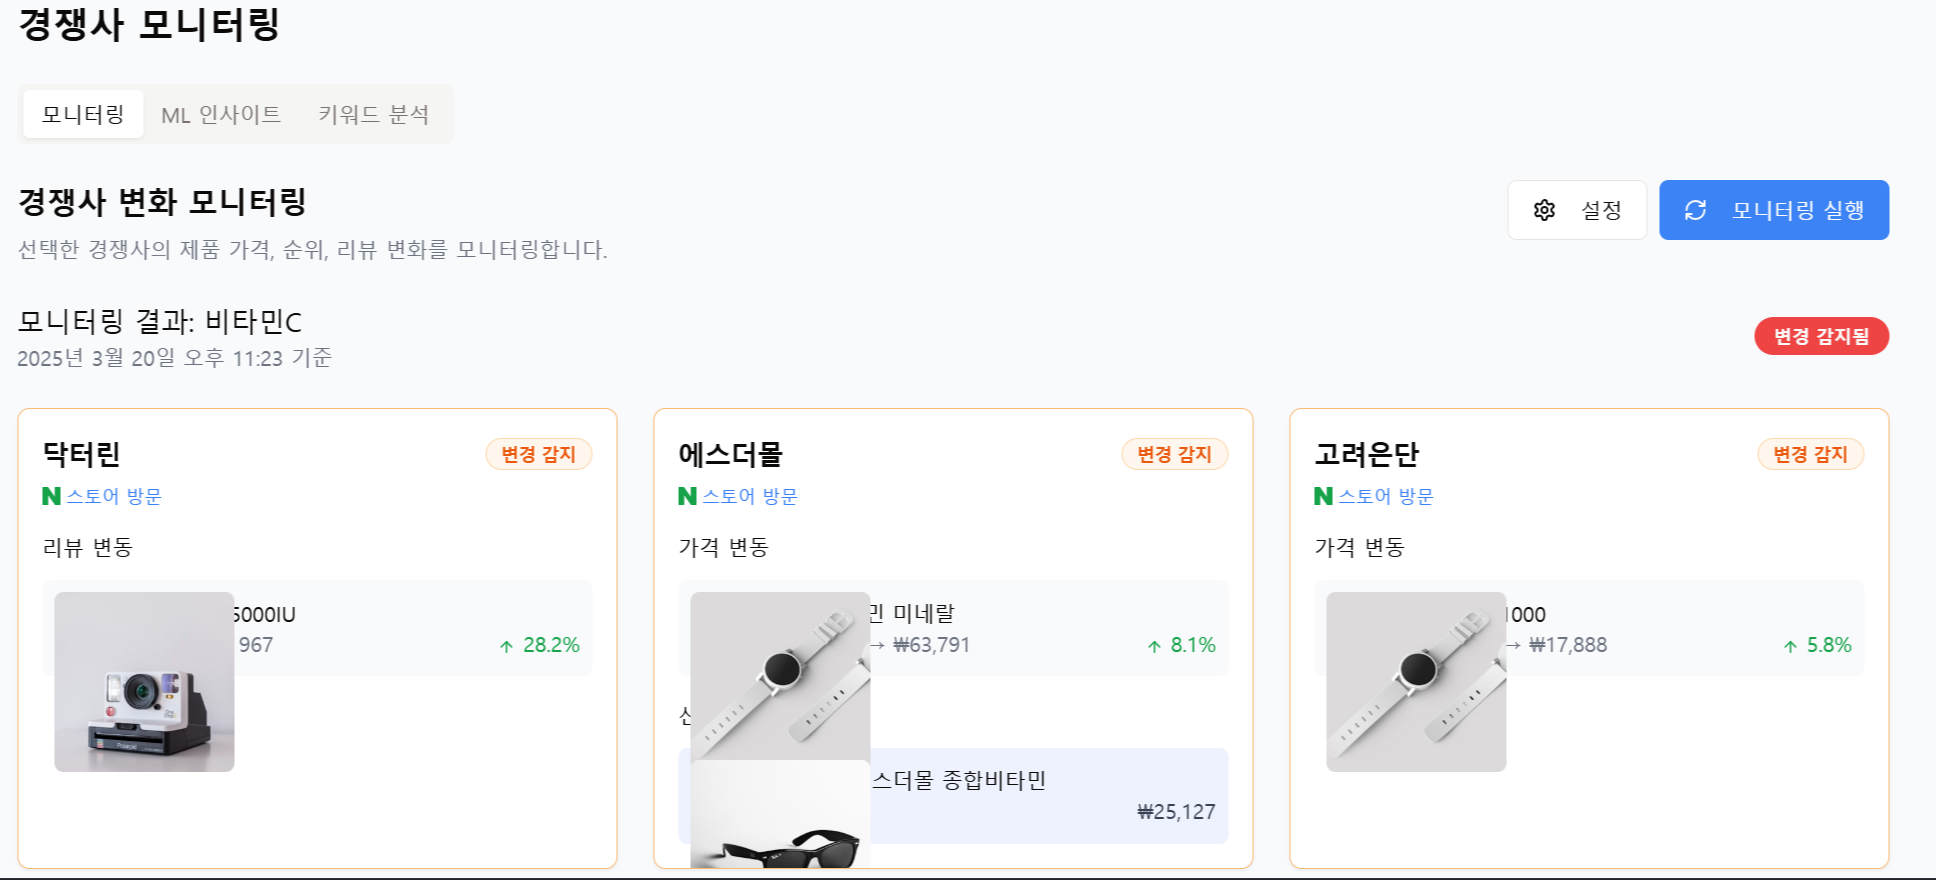 경쟁사 모니터링
모니터링 ML 인사이트 키워드 분석
경쟁사 변화 모니터링
설정 모니터링 실행
선택한 경쟁사의 제품 가격, 순위, 리뷰 변화를 모니터링합니다.
모니터링 결과: 비타민C
변경 감지됨
2025년 3월 20일 오후 11:23 기준
닥터린 변경 감지
N 스토어 방문
리뷰 변동
5000IU
967 ↑ 28.2%
에스더몰 변경 감지
N 스토어 방문
가격 변동
민 미네랄
→ ₩63,791 ↑ 8.1%
스더몰 종합비타민
₩25,127
고려은단 변경 감지
N 스토어 방문
가격 변동
1000
→ ₩17,888 ↑ 5.8%